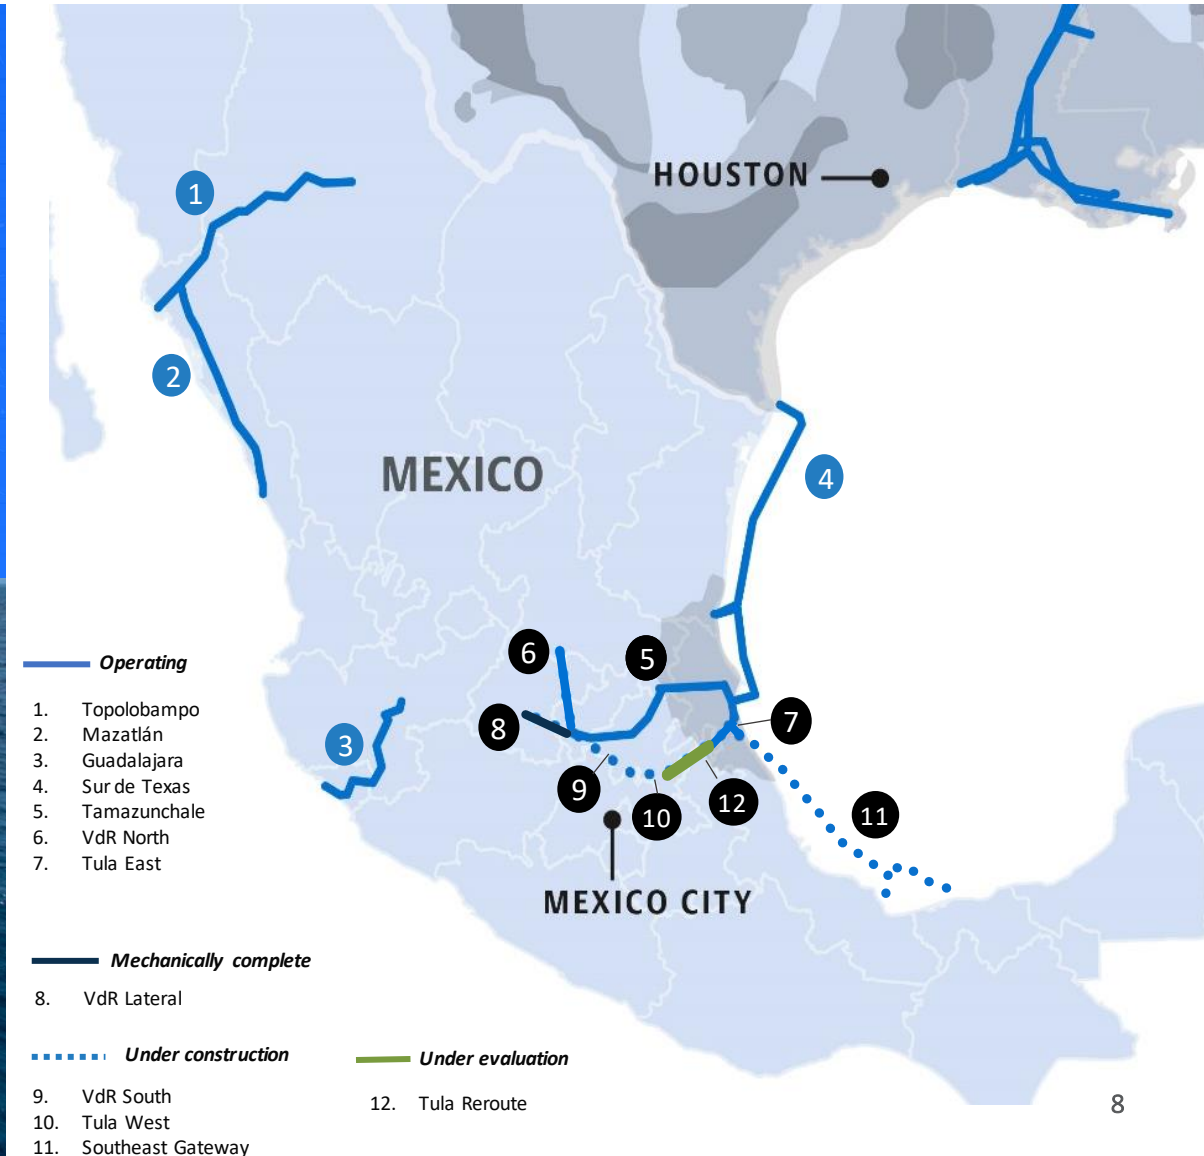 HOUSTON
1
2
MEXICO
4
6
5
8
7
3
9
10
12
11
MEXICO CITY
Operating
1. Topolobampo
2. Mazatlán
3. Guadalajara
4. Sur de Texas
5. Tamazunchale
6. VdR North
7. Tula East
Mechanically complete
8. VdR Lateral
Under construction
9. VdR South
10. Tula West
11. Southeast Gateway
Under evaluation
12. Tula Reroute
8